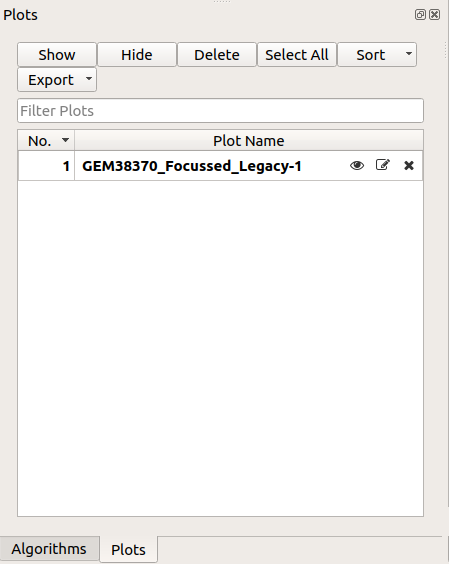 Plots
Show Hide Delete Select All Sort
Export
Filter Plots
No. Plot Name
1 GEM38370_Focussed_Legacy-1
Algorithms Plots